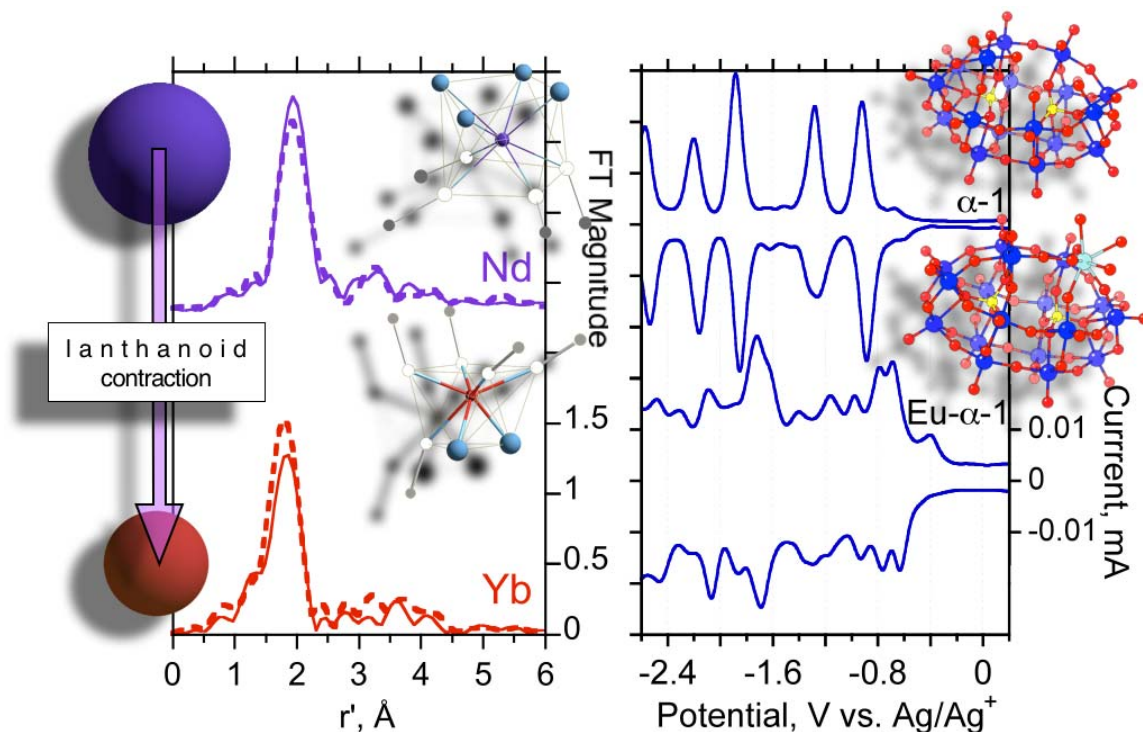 lanthanoid
contraction
Nd
Yb
FT Magnitude
1.5
1
0.5
0
0 1 2 3 4 5 6
r', Å
α-1
Eu-α-1
0.01
0
-0.01
Currrent, mA
-2.4 -1.6 -0.8 0
Potential, V vs. Ag/Ag⁺